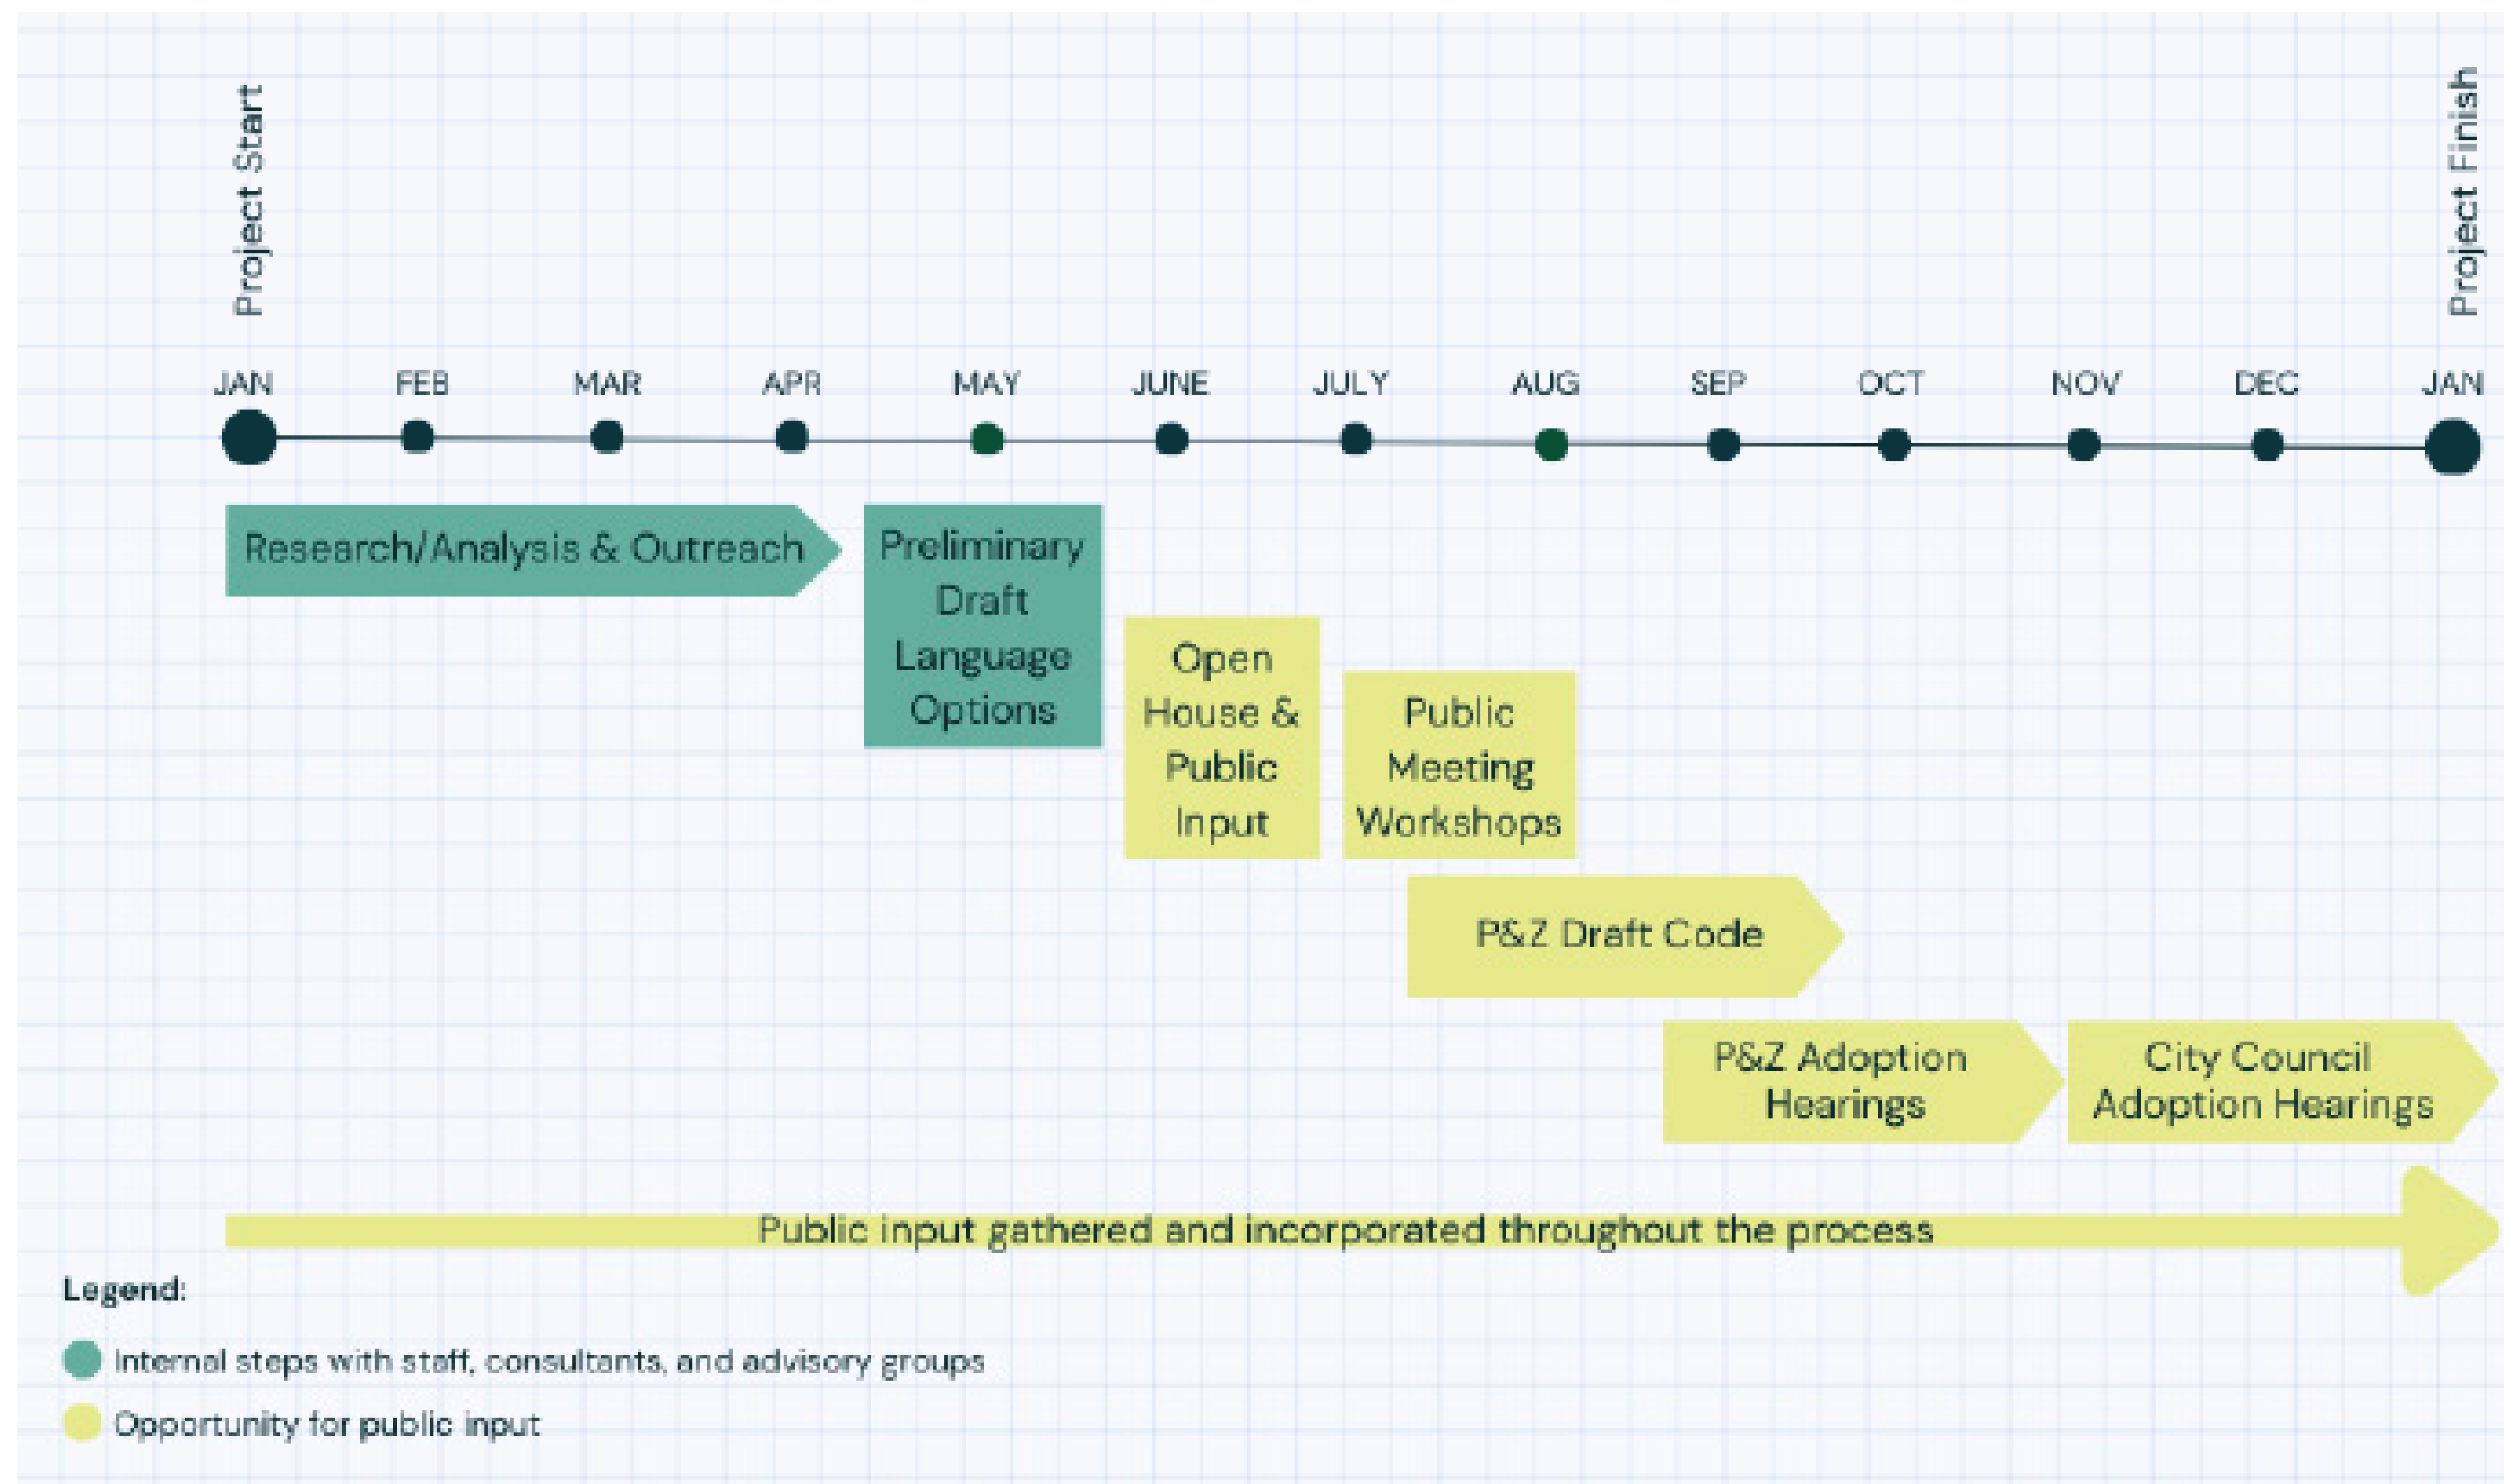 Project Start
Project Finish
JAN FEB MAR APR MAY JUNE JULY AUG SEP OCT NOV DEC JAN
Research/Analysis & Outreach
Preliminary
Draft
Language
Options
Open
House &
Public
Input
Public
Meeting
Workshops
P&Z Draft Code
P&Z Adoption
Hearings
City Council
Adoption Hearings
Public input gathered and incorporated throughout the process
Legend:
Internal steps with staff, consultants, and advisory groups
Opportunity for public input